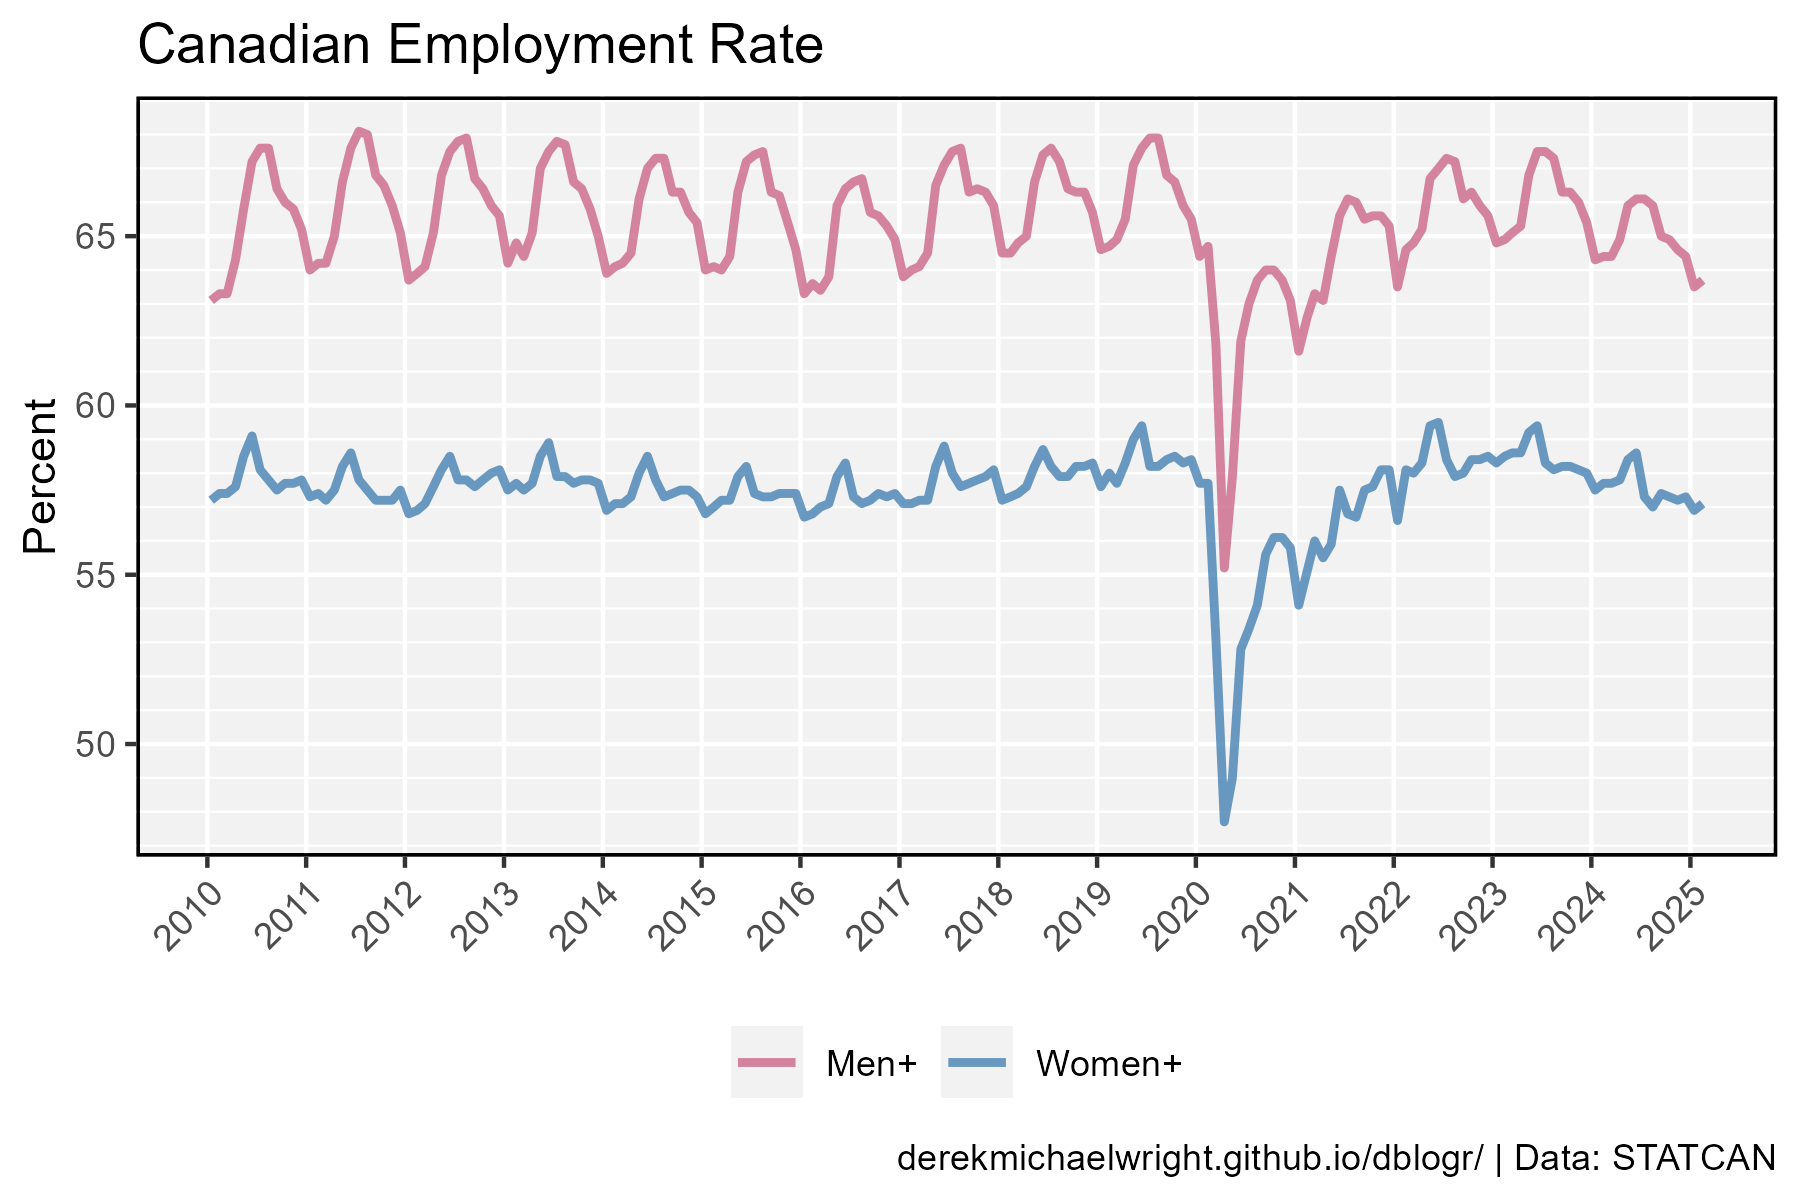 Canadian Employment Rate
Percent
65
60
55
50
2010 2011 2012 2013 2014 2015 2016 2017 2018 2019 2020 2021 2022 2023 2024 2025
Men+ Women+
derekmichaelwright.github.io/dblogr/ | Data: STATCAN